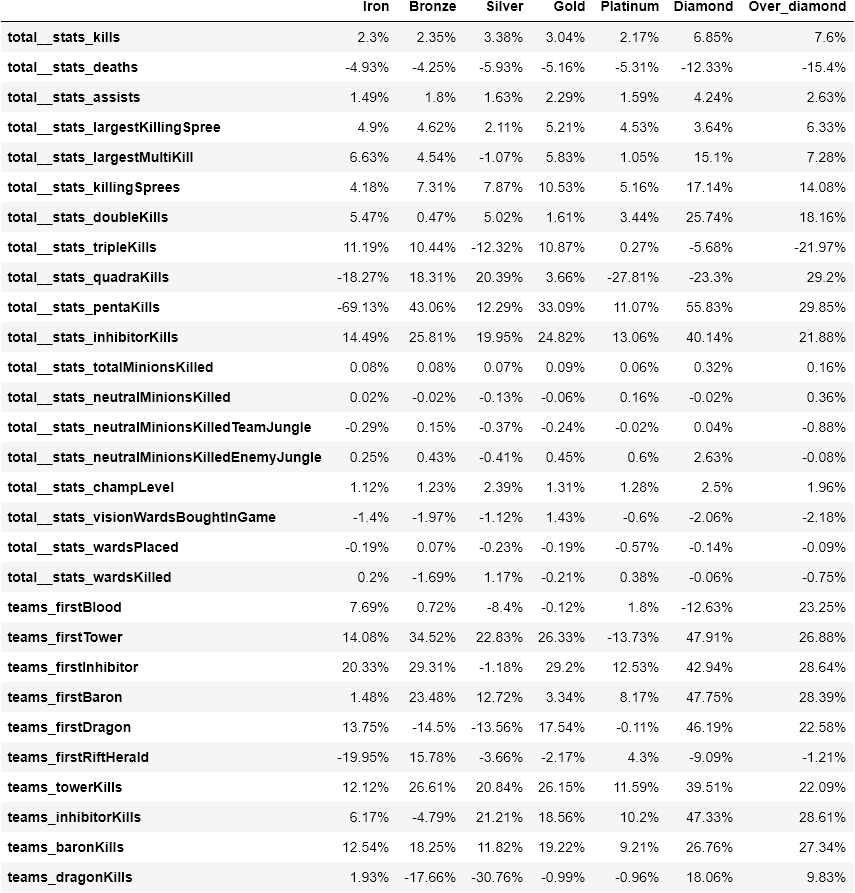 Iron Bronze Silver Gold Platinum Diamond Over_diamond
total__stats_kills 2.3% 2.35% 3.38% 3.04% 2.17% 6.85% 7.6%
total__stats_deaths -4.93% -4.25% -5.93% -5.16% -5.31% -12.33% -15.4%
total__stats_assists 1.49% 1.8% 1.63% 2.29% 1.59% 4.24% 2.63%
total__stats_largestKillingSpree 4.9% 4.62% 2.11% 5.21% 4.53% 3.64% 6.33%
total__stats_largestMultiKill 6.63% 4.54% -1.07% 5.83% 1.05% 15.1% 7.28%
total__stats_killingSprees 4.18% 7.31% 7.87% 10.53% 5.16% 17.14% 14.08%
total__stats_doubleKills 5.47% 0.47% 5.02% 1.61% 3.44% 25.74% 18.16%
total__stats_tripleKills 11.19% 10.44% -12.32% 10.87% 0.27% -5.68% -21.97%
total__stats_quadraKills -18.27% 18.31% 20.39% 3.66% -27.81% -23.3% 29.2%
total__stats_pentaKills -69.13% 43.06% 12.29% 33.09% 11.07% 55.83% 29.85%
total__stats_inhibitorKills 14.49% 25.81% 19.95% 24.82% 13.06% 40.14% 21.88%
total__stats_totalMinionsKilled 0.08% 0.08% 0.07% 0.09% 0.06% 0.32% 0.16%
total__stats_neutralMinionsKilled 0.02% -0.02% -0.13% -0.06% 0.16% -0.02% 0.36%
total__stats_neutralMinionsKilledTeamJungle -0.29% 0.15% -0.37% -0.24% -0.02% 0.04% -0.88%
total__stats_neutralMinionsKilledEnemyJungle 0.25% 0.43% -0.41% 0.45% 0.6% 2.63% -0.08%
total__stats_champLevel 1.12% 1.23% 2.39% 1.31% 1.28% 2.5% 1.96%
total__stats_visionWardsBoughtInGame -1.4% -1.97% -1.12% 1.43% -0.6% -2.06% -2.18%
total__stats_wardsPlaced -0.19% 0.07% -0.23% -0.19% -0.57% -0.14% -0.09%
total__stats_wardsKilled 0.2% -1.69% 1.17% -0.21% 0.38% -0.06% -0.75%
teams_firstBlood 7.69% 0.72% -8.4% -0.12% 1.8% -12.63% 23.25%
teams_firstTower 14.08% 34.52% 22.83% 26.33% -13.73% 47.91% 26.88%
teams_firstInhibitor 20.33% 29.31% -1.18% 29.2% 12.53% 42.94% 28.64%
teams_firstBaron 1.48% 23.48% 12.72% 3.34% 8.17% 47.75% 28.39%
teams_firstDragon 13.75% -14.5% -13.56% 17.54% -0.11% 46.19% 22.58%
teams_firstRiftHerald -19.95% 15.78% -3.66% -2.17% 4.3% -9.09% -1.21%
teams_towerKills 12.12% 26.61% 20.84% 26.15% 11.59% 39.51% 22.09%
teams_inhibitorKills 6.17% -4.79% 21.21% 18.56% 10.2% 47.33% 28.61%
teams_baronKills 12.54% 18.25% 11.82% 19.22% 9.21% 26.76% 27.34%
teams_dragonKills 1.93% -17.66% -30.76% -0.99% -0.96% 18.06% 9.83%